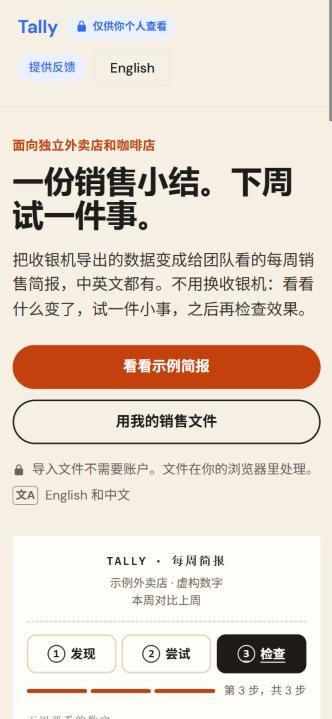 Tally
仅供你个人查看
提供反馈
English
面向独立外卖店和咖啡店
一份销售小结。下周
试一件事。
把收银机导出的数据变成给团队看的每周销
售简报，中英文都有。不用换收银机：看看
什么变了，试一件小事，之后再检查效果。
看看示例简报
用我的销售文件
导入文件不需要账户。文件在你的浏览器里处理。
文A English 和中文
TALLY · 每周简报
示例外卖店 · 虚构数字
本周对比上周
1 发现
2 尝试
3 检查
第 3 步，共 3 步